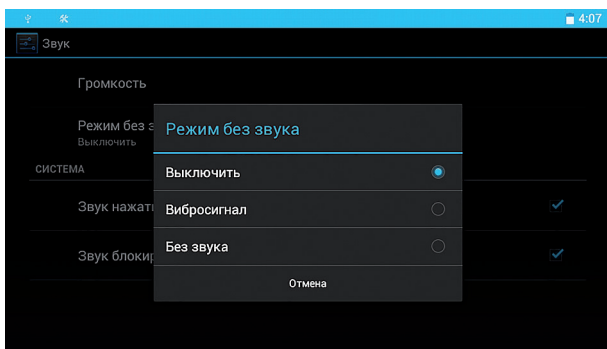 4:07
Звук
Громкость
Режим без з
Выключить
СИСТЕМА
Звук нажати
Звук блокир
Режим без звука
Выключить
Вибросигнал
Без звука
Отмена